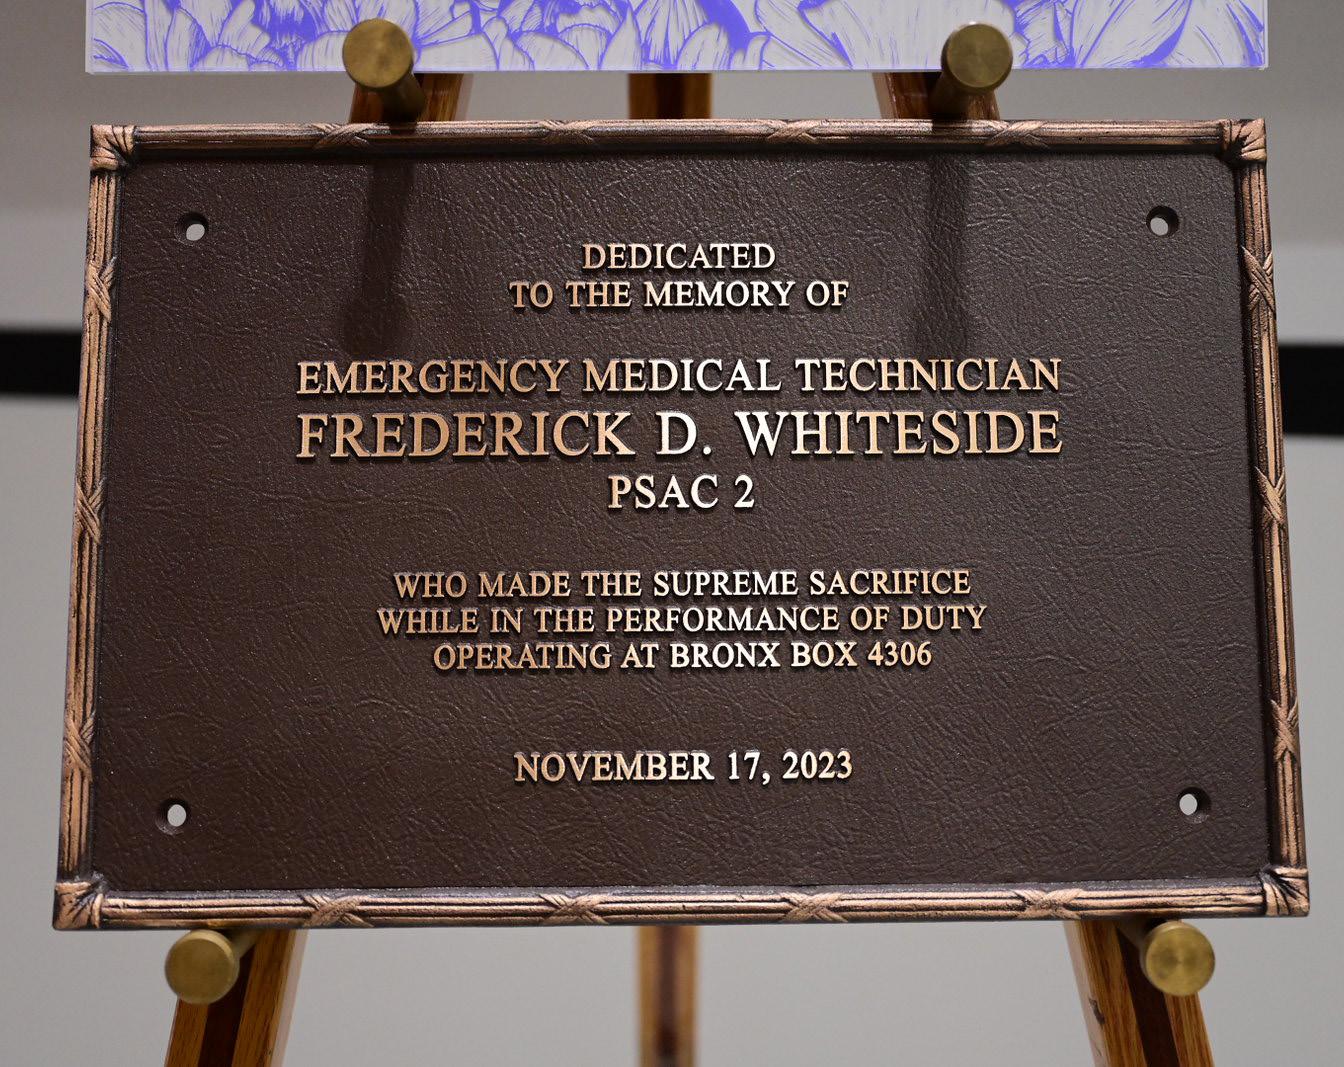 DEDICATED
TO THE MEMORY OF
EMERGENCY MEDICAL TECHNICIAN
FREDERICK D. WHITESIDE
PSAC 2
WHO MADE THE SUPREME SACRIFICE
WHILE IN THE PERFORMANCE OF DUTY
OPERATING AT BRONX BOX 4306
NOVEMBER 17, 2023